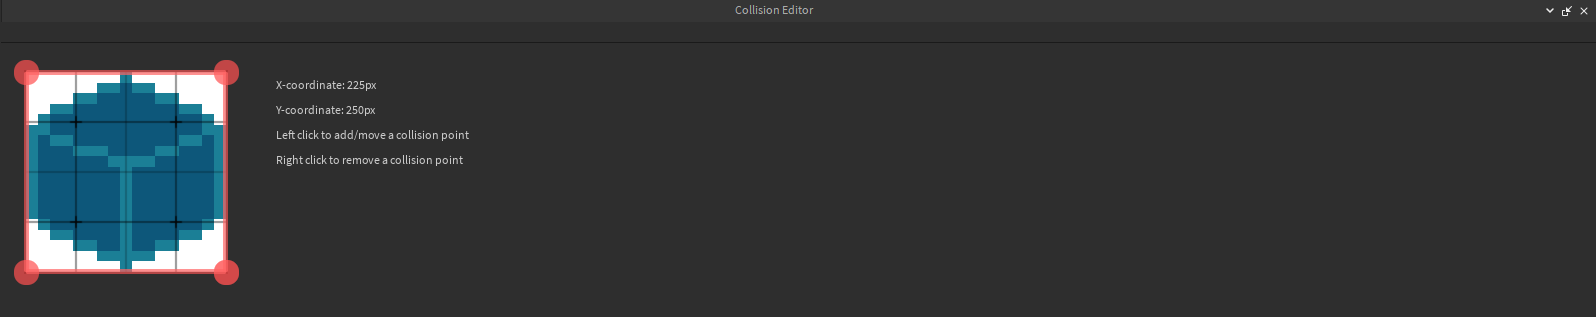 Collision Editor
X-coordinate: 225px
Y-coordinate: 250px
Left click to add/move a collision point
Right click to remove a collision point